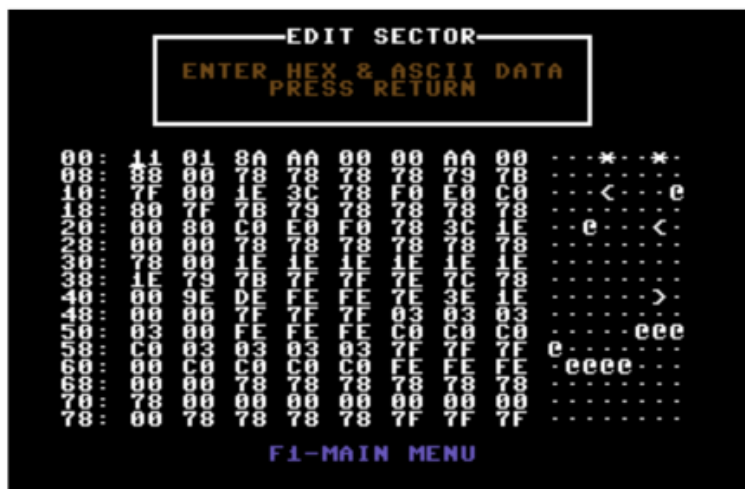 EDIT SECTOR
ENTER HEX & ASCII DATA
PRESS RETURN
00: 11 01 8A AA 00 00 AA 00 ···*··*·
08: 88 00 78 78 78 78 79 7B ········
10: 7F 00 1E 3C 78 F0 E0 C0 ···<···@
18: 80 7F 7B 79 78 78 78 78 ········
20: 00 80 C0 E0 F0 78 3C 1E ··@···<·
28: 00 00 78 78 78 78 78 78 ········
30: 78 00 1E 1E 1E 1E 1E 1E ········
38: 1E 79 7B 7F 7F 7E 7C 78 ········
40: 00 9E DE FE FE 7E 3E 1E ······>·
48: 00 00 7F 7F 7F 03 03 03 ········
50: 03 00 FE FE FE C0 C0 C0 ·····@@@
58: C0 03 03 03 03 7F 7F 7F @·······
60: 00 C0 C0 C0 C0 FE FE FE ·@@@@···
68: 00 00 78 78 78 78 78 78 ········
70: 78 00 00 00 00 00 00 00 ········
78: 00 78 78 78 78 7F 7F 7F ········
F1-MAIN MENU